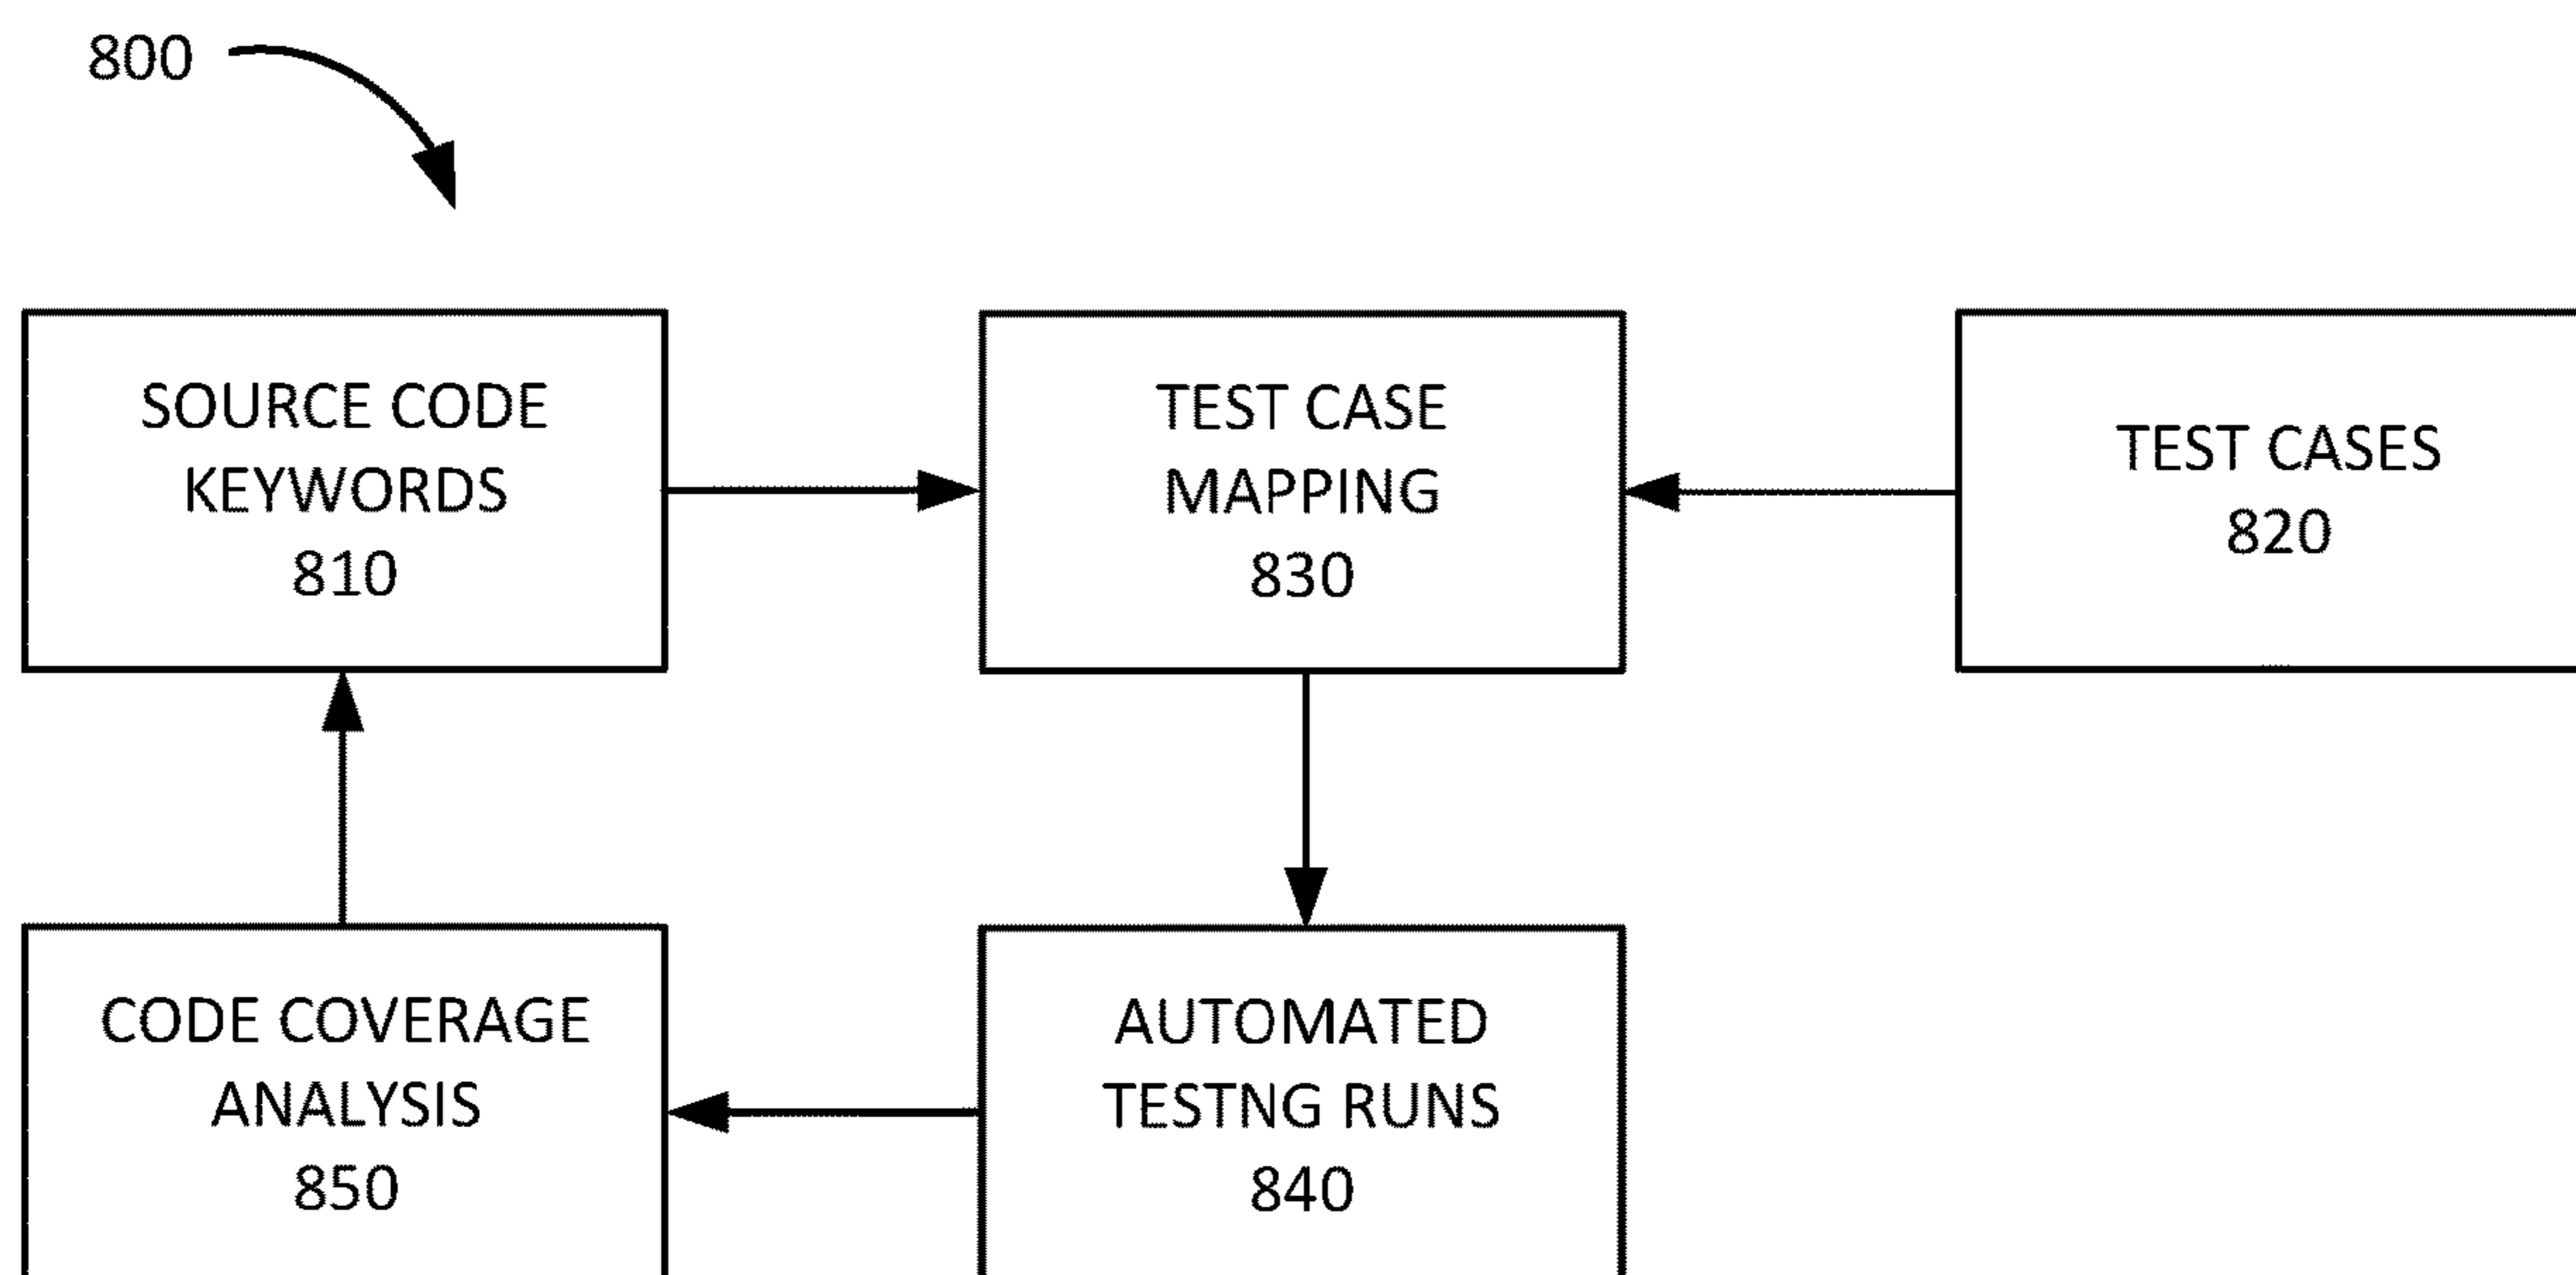 800
SOURCE CODE
KEYWORDS
810
TEST CASE
MAPPING
830
TEST CASES
820
CODE COVERAGE
ANALYSIS
850
AUTOMATED
TESTNG RUNS
840